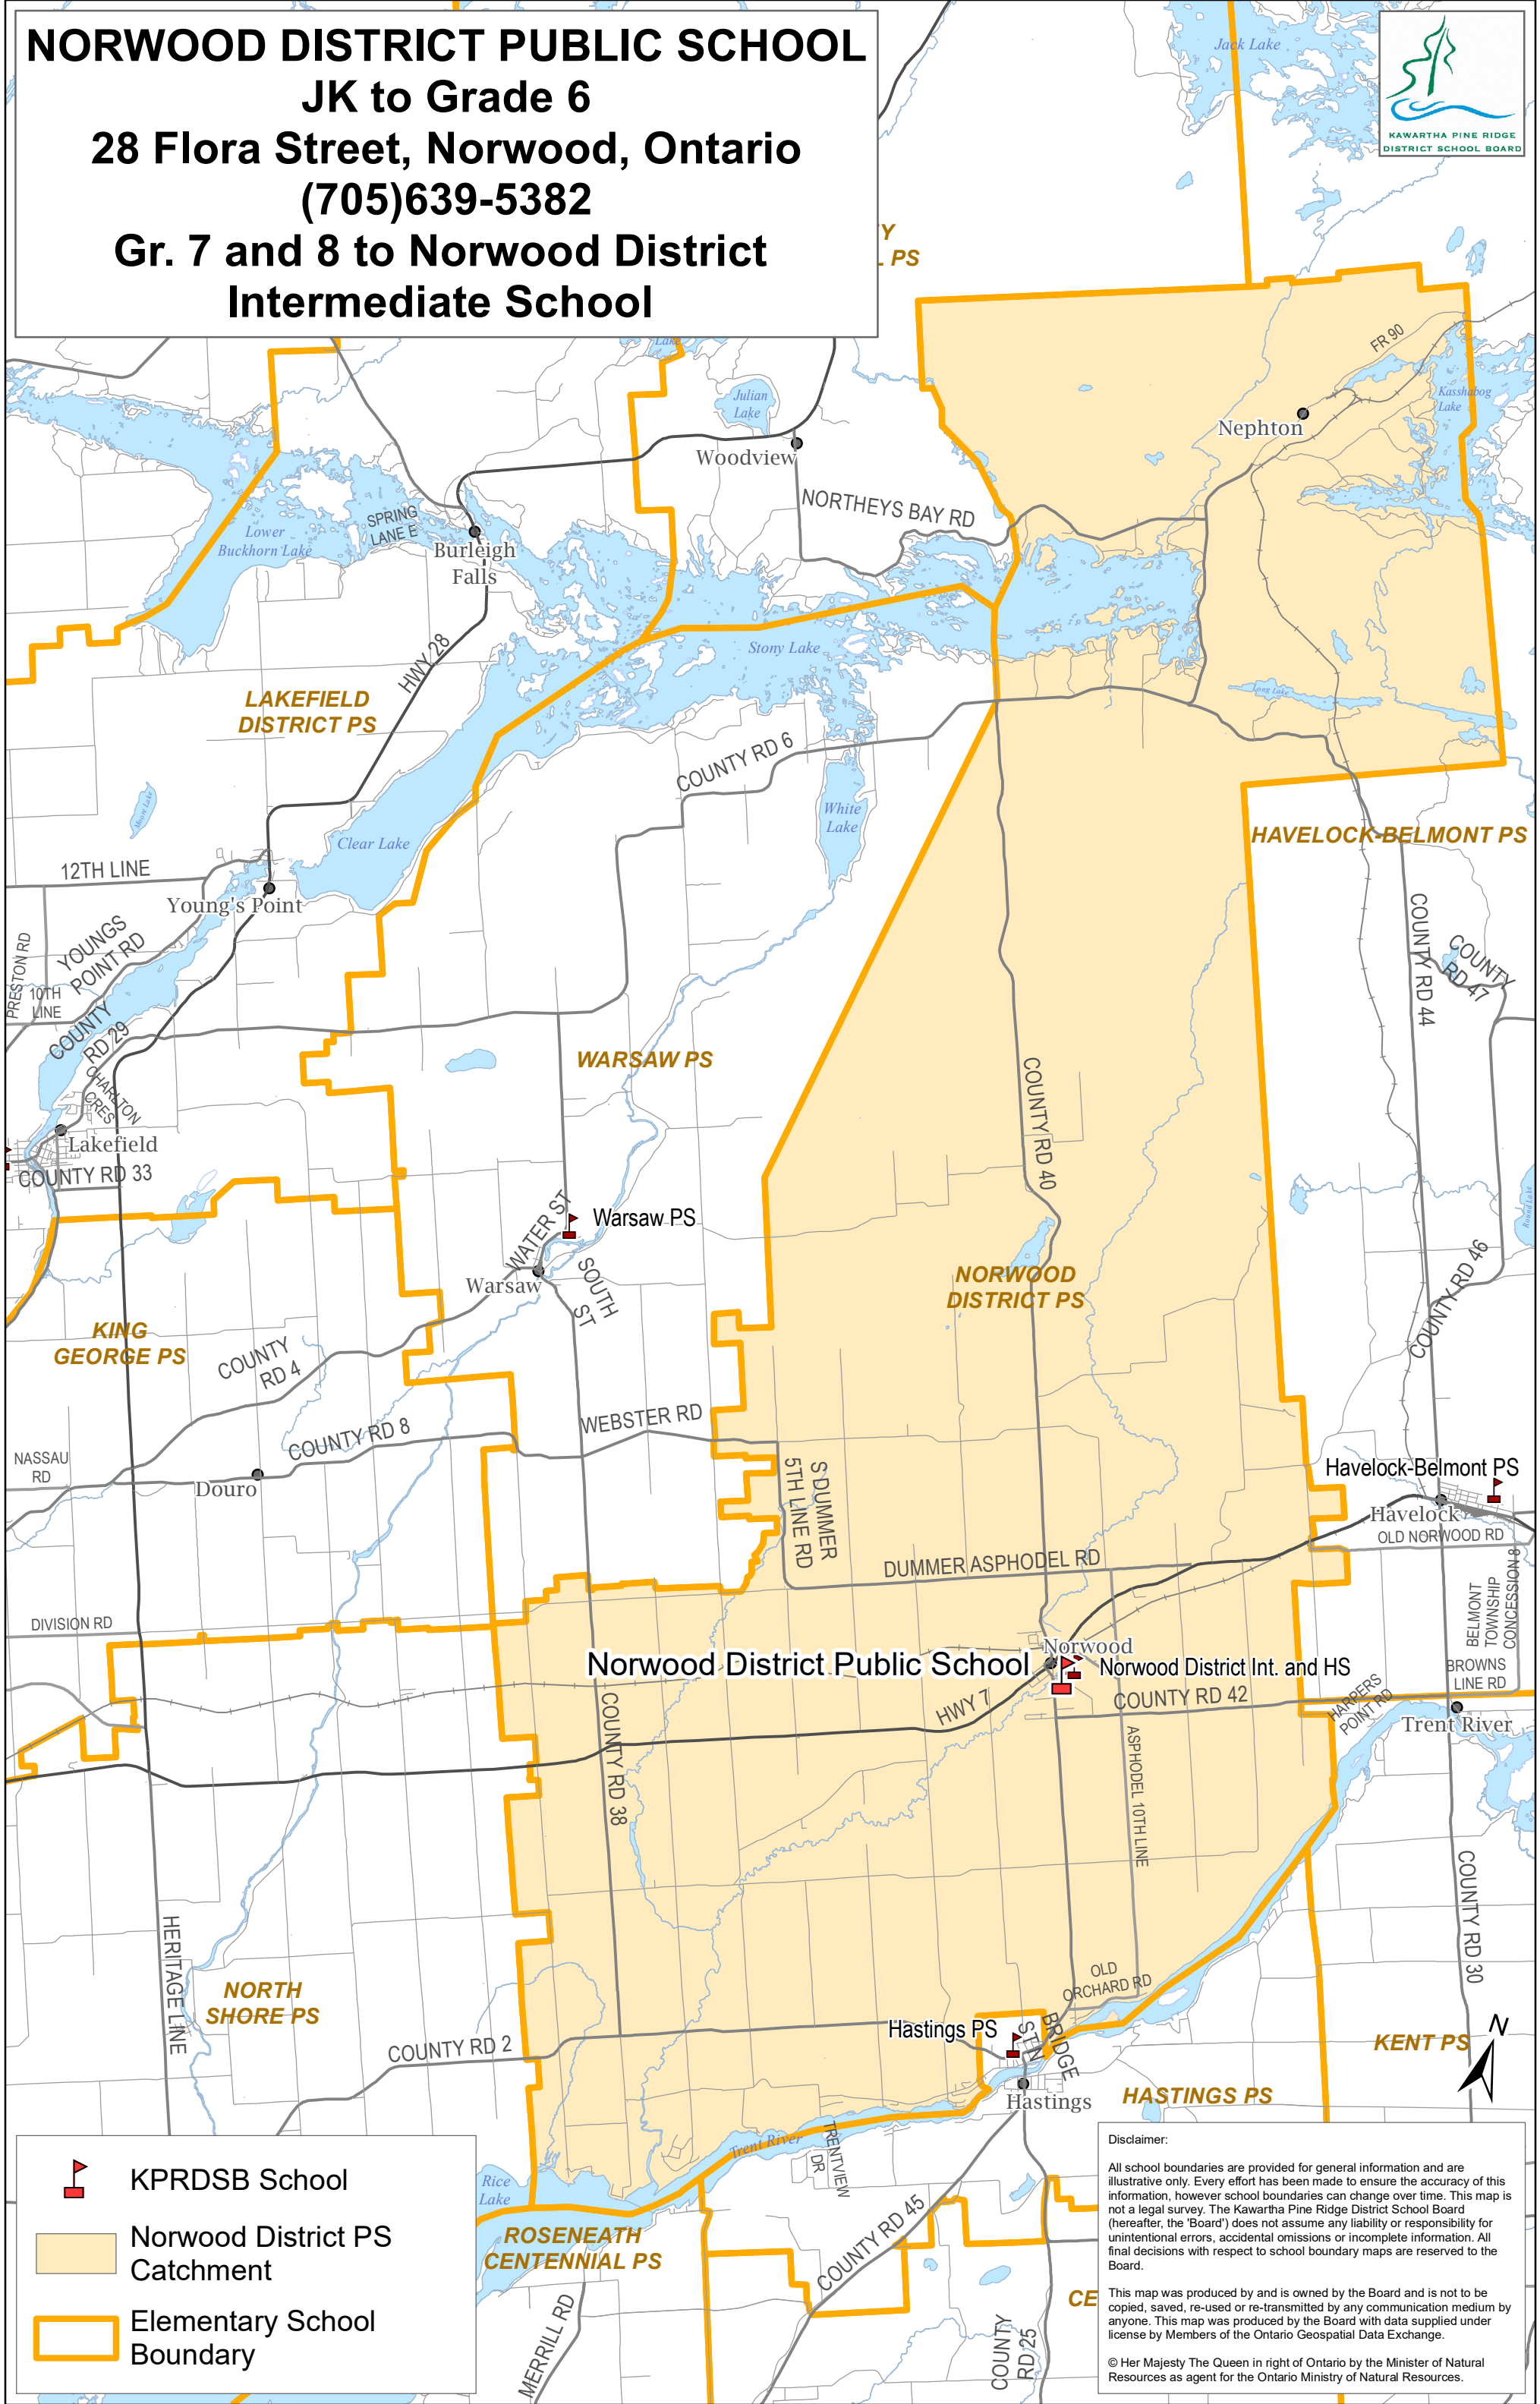 NORWOOD DISTRICT PUBLIC SCHOOL
JK to Grade 6
28 Flora Street, Norwood, Ontario
(705)639-5382
Gr. 7 and 8 to Norwood District
Intermediate School
KAWARTHA PINE RIDGE
DISTRICT SCHOOL BOARD
Jack Lake
Y
PS
Lake
FR 90
Julian
Lake
Kasshabog
Lake
Nephton
Woodview
NORTHEYS BAY RD
SPRING
LANE E
Lower
Buckhorn Lake
Burleigh
Falls
HWY 28
Stony Lake
LAKEFIELD
DISTRICT PS
Long Lake
COUNTY RD 6
White
Lake
Clear Lake
HAVELOCK-BELMONT PS
12TH LINE
Young's Point
YOUNGS
POINT RD
PRESTON RD
10TH
LINE
COUNTY
RD 29
CHARLTON
CRES
COUNTY RD 44
COUNTY
RD 47
WARSAW PS
COUNTY RD 40
Lakefield
COUNTY RD 33
Warsaw PS
WATER ST
Warsaw
SOUTH
ST
NORWOOD
DISTRICT PS
COUNTY RD 46
KING
GEORGE PS
COUNTY
RD 4
COUNTY RD 8
WEBSTER RD
NASSAU
RD
Douro
S DUMMER
5TH LINE RD
Havelock-Belmont PS
Havelock
OLD NORWOOD RD
DUMMER ASPHODEL RD
BELMONT
TOWNSHIP
CONCESSION 8
DIVISION RD
Norwood
Norwood District Public School
Norwood District Int. and HS
BROWNS
LINE RD
HWY 7
COUNTY RD 42
HARPERS
POINT RD
Trent River
COUNTY RD 38
ASPHODEL 10TH LINE
COUNTY RD 30
HERITAGE LINE
NORTH
SHORE PS
OLD
ORCHARD RD
COUNTY RD 2
Hastings PS
BRIDGE
ST N
KENT PS
N
Hastings
HASTINGS PS
Trent River
TRENTVIEW
DR
Rice
Lake
ROSENEATH
CENTENNIAL PS
COUNTY RD 45
CE
MERRILL RD
COUNTY
RD 25
KPRDSB School
Norwood District PS
Catchment
Elementary School
Boundary
Disclaimer:
All school boundaries are provided for general information and are
illustrative only. Every effort has been made to ensure the accuracy of this
information, however school boundaries can change over time. This map is
not a legal survey. The Kawartha Pine Ridge District School Board
(hereafter, the 'Board') does not assume any liability or responsibility for
unintentional errors, accidental omissions or incomplete information. All
final decisions with respect to school boundary maps are reserved to the
Board.
This map was produced by and is owned by the Board and is not to be
copied, saved, re-used or re-transmitted by any communication medium by
anyone. This map was produced by the Board with data supplied under
license by Members of the Ontario Geospatial Data Exchange.
© Her Majesty The Queen in right of Ontario by the Minister of Natural
Resources as agent for the Ontario Ministry of Natural Resources.